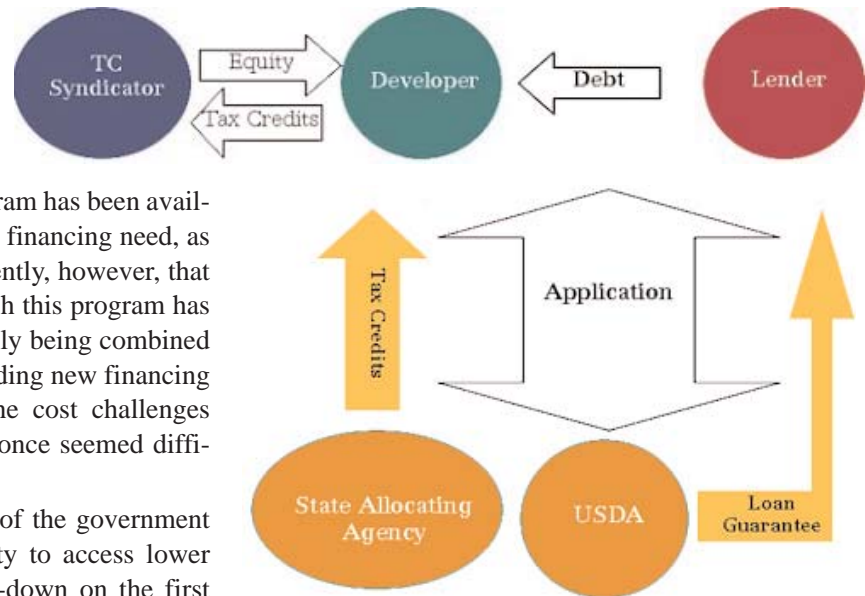 TC
Syndicator
Equity
Tax Credits
Developer
Debt
Lender
ram has been avail-
financing need, as
ently, however, that
h this program has
ly being combined
ding new financing
ne cost challenges
once seemed diffi-
of the government
ty to access lower
-down on the first
Tax Credits
Application
State Allocating
Agency
USDA
Loan
Guarantee